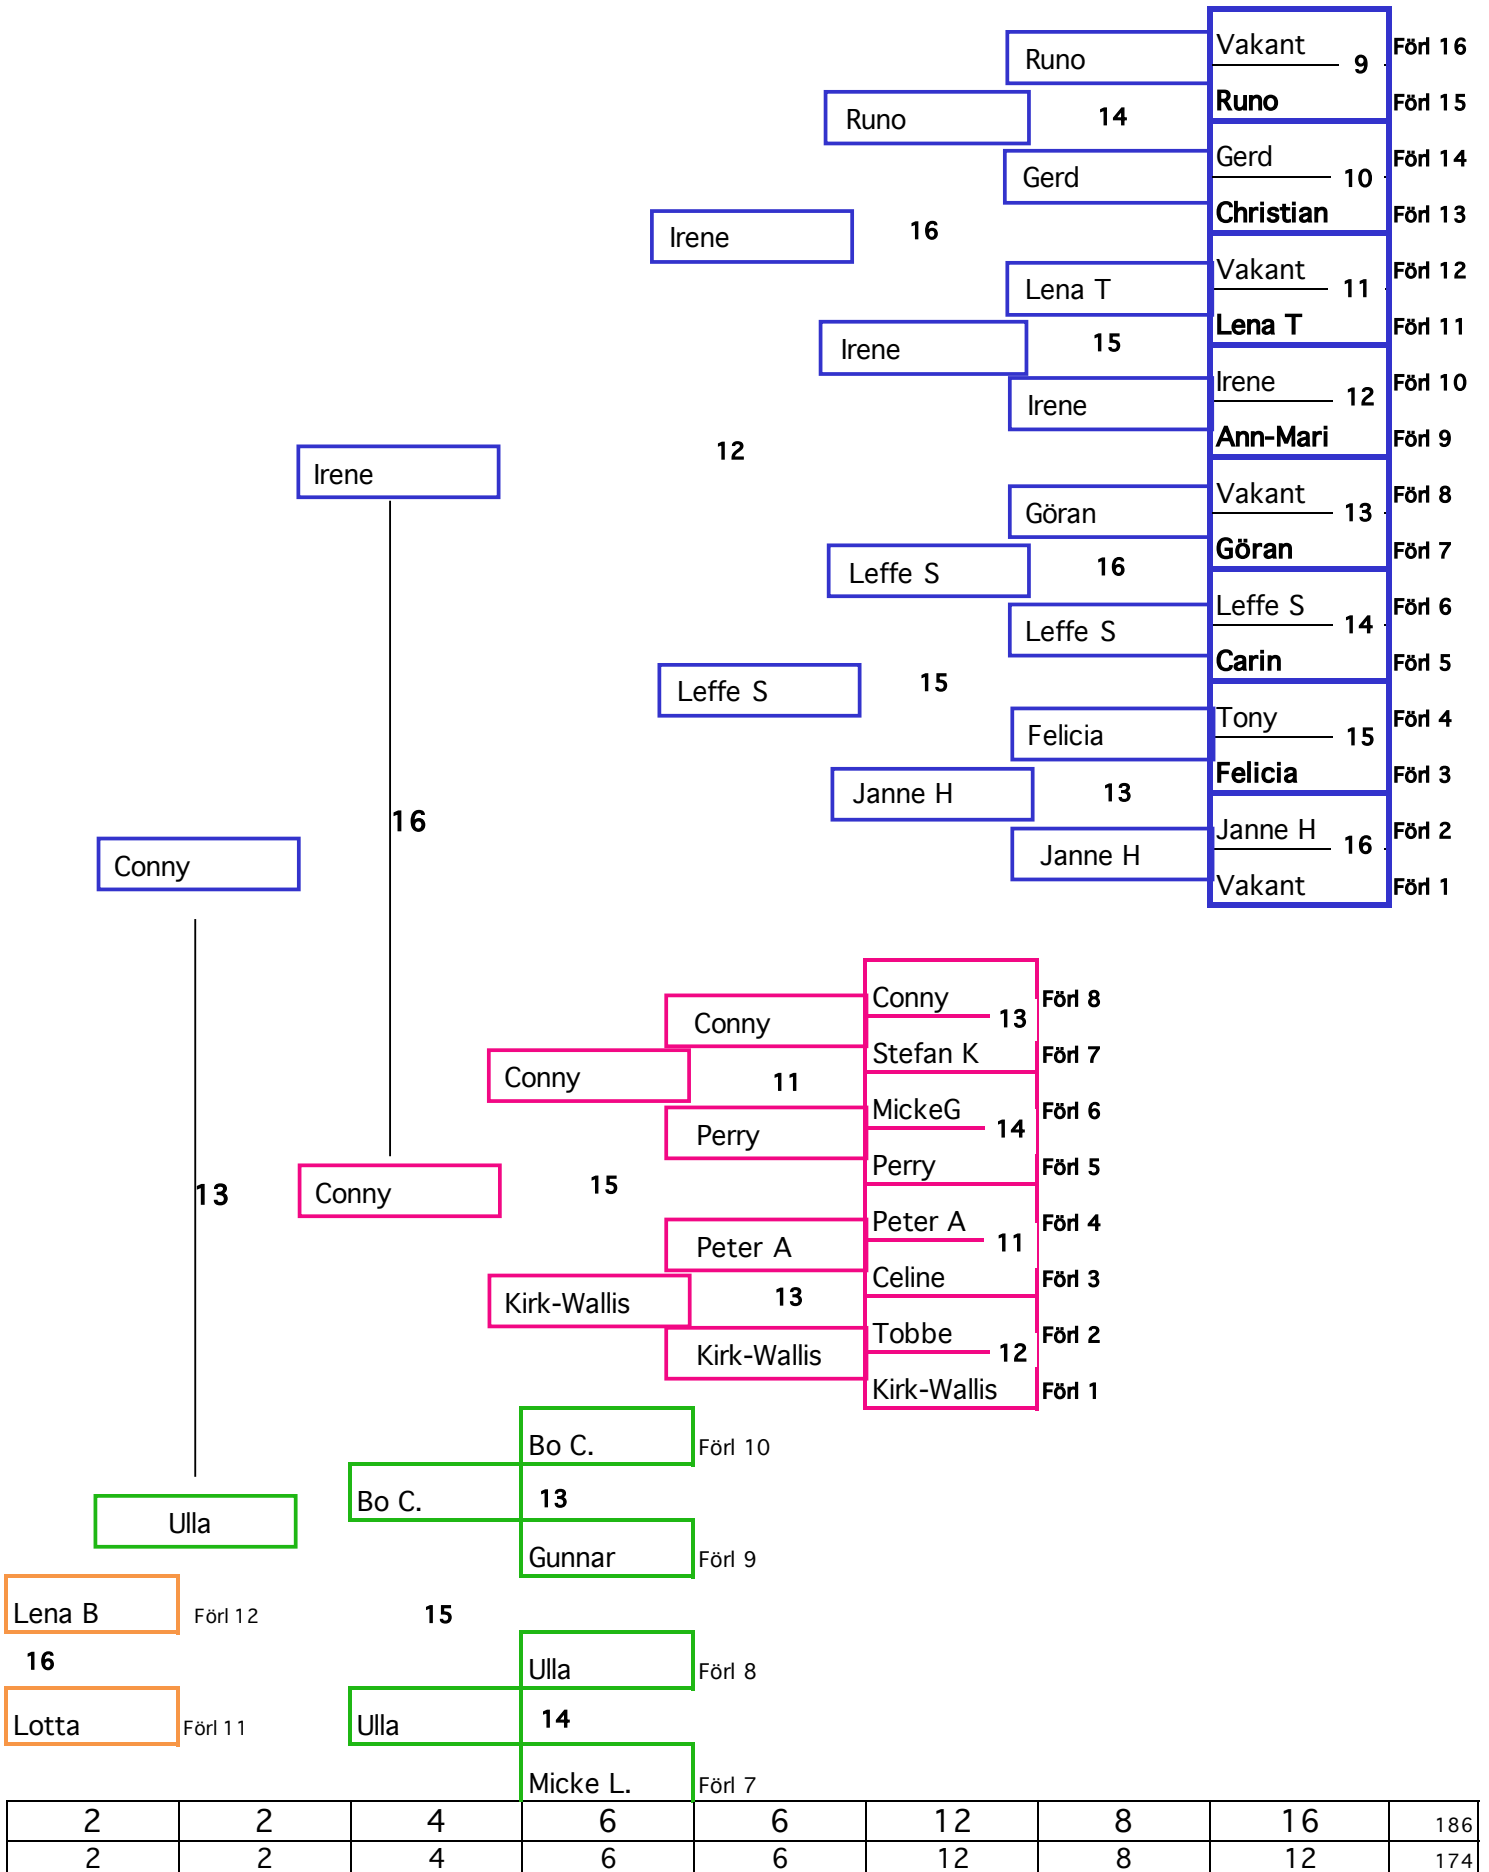 Vakant Förl 16
Runo 9
Runo Förl 15
Runo 14
Gerd Förl 14
Gerd 10
Christian Förl 13
Irene 16
Vakant Förl 12
Lena T 11
Lena T Förl 11
Irene 15
Irene Förl 10
Irene 12
Ann-Mari Förl 9
12
Irene
Vakant Förl 8
Göran 13
Göran Förl 7
Leffe S 16
Leffe S Förl 6
Leffe S 14
Carin Förl 5
Leffe S 15
Tony Förl 4
Felicia 15
Felicia Förl 3
Janne H 13
16
Janne H Förl 2
Janne H 16
Conny
Vakant Förl 1
Conny Förl 8
Conny 13
Stefan K Förl 7
Conny 11
MickeG Förl 6
Perry 14
Perry Förl 5
13 Conny 15
Peter A Förl 4
Peter A 11
Celine Förl 3
Kirk-Wallis 13
Tobbe Förl 2
Kirk-Wallis 12
Kirk-Wallis Förl 1
Bo C. Förl 10
Bo C. 13
Ulla
Gunnar Förl 9
Lena B Förl 12 15
16
Ulla Förl 8
Lotta Förl 11 Ulla 14
Micke L. Förl 7
2 2 4 6 6 12 8 16 186
2 2 4 6 6 12 8 12 174